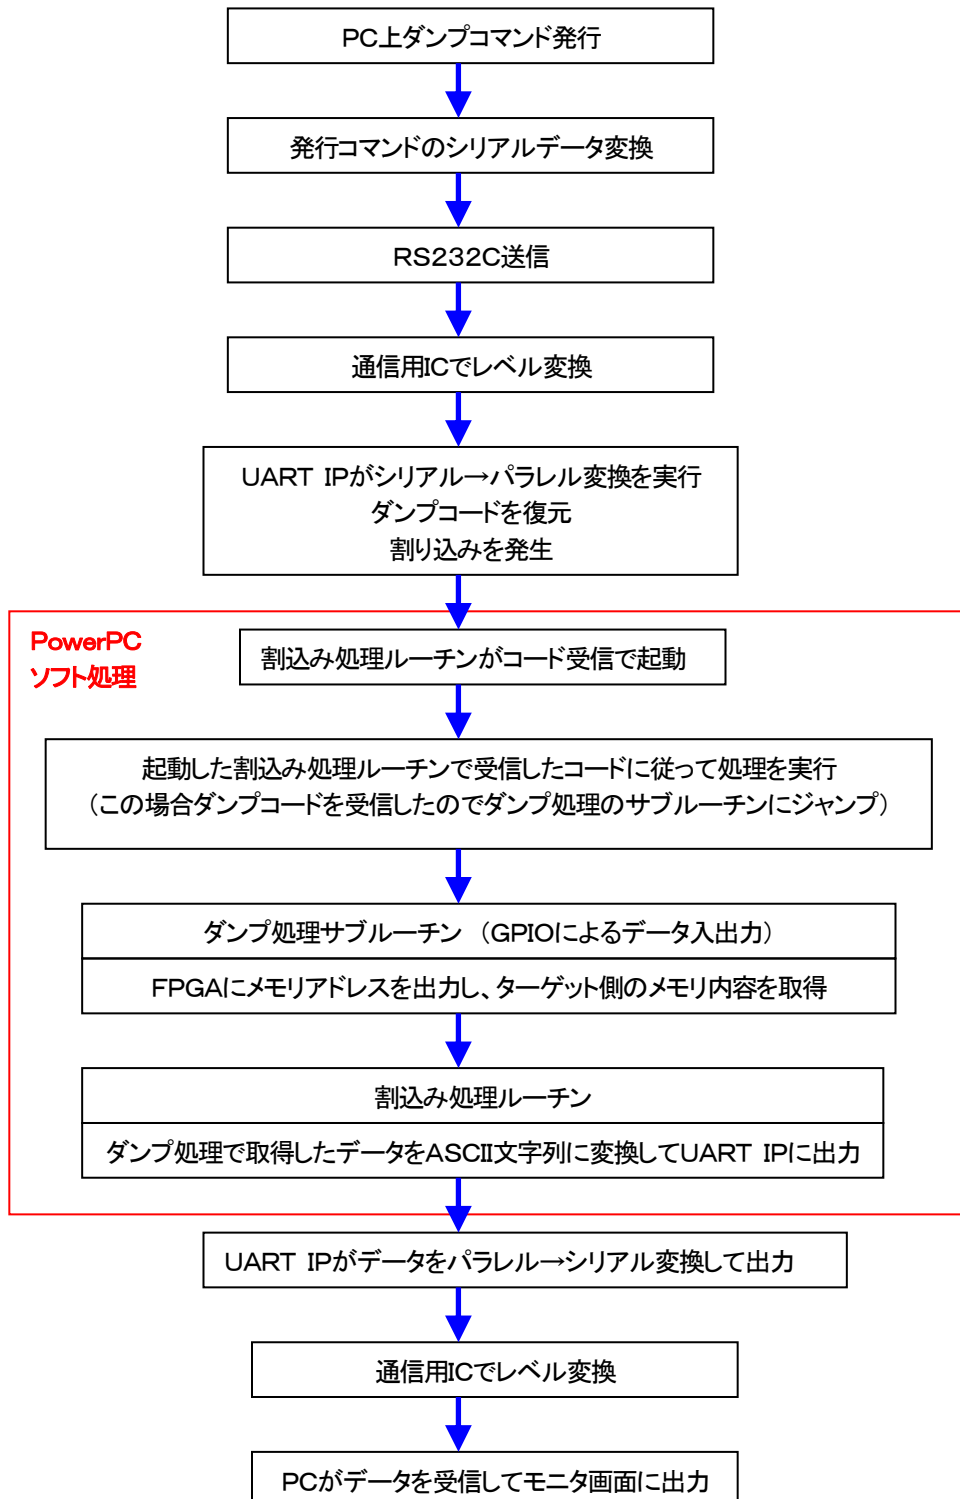 PC上ダンプコマンド発行
発行コマンドのシリアルデータ変換
RS232C送信
通信用ICでレベル変換
UART IPがシリアル→パラレル変換を実行
ダンプコードを復元
割り込みを発生
PowerPC
ソフト処理
割込み処理ルーチンがコード受信で起動
起動した割込み処理ルーチンで受信したコードに従って処理を実行
（この場合ダンプコードを受信したのでダンプ処理のサブルーチンにジャンプ）
ダンプ処理サブルーチン （GPIOによるデータ入出力）
FPGAにメモリアドレスを出力し、ターゲット側のメモリ内容を取得
割込み処理ルーチン
ダンプ処理で取得したデータをASCII文字列に変換してUART IPに出力
UART IPがデータをパラレル→シリアル変換して出力
通信用ICでレベル変換
PCがデータを受信してモニタ画面に出力